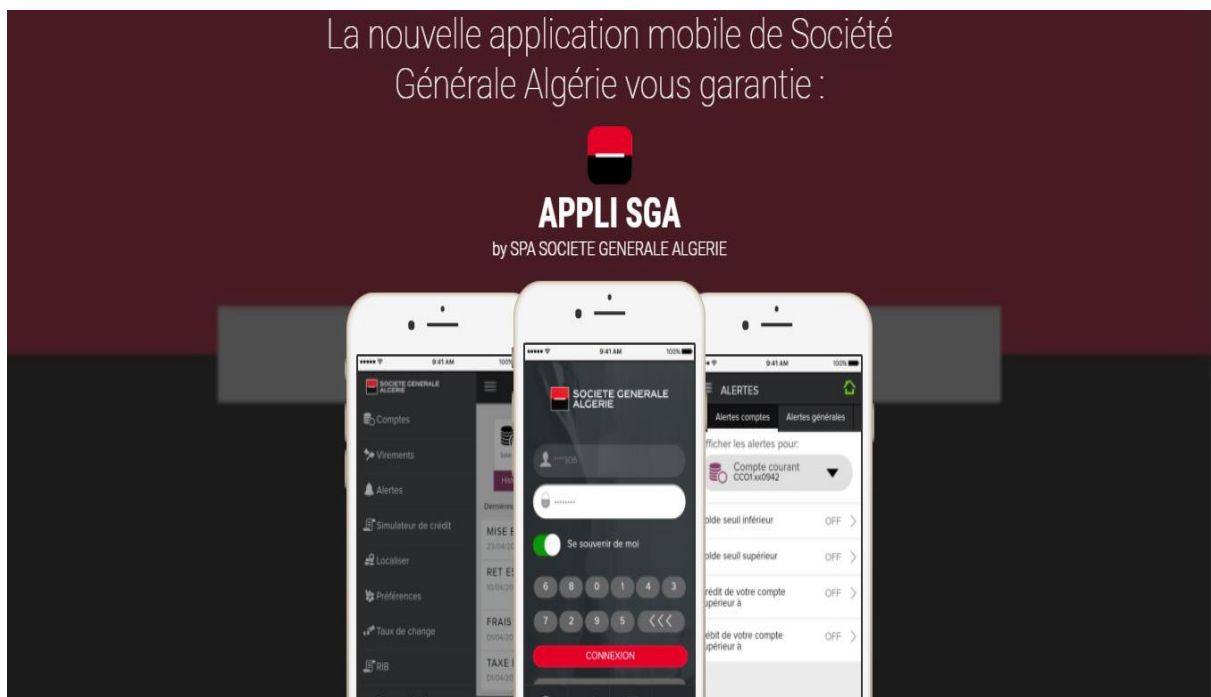 La nouvelle application mobile de Société
Générale Algérie vous garantie :
APPLI SGA
by SPA SOCIETE GENERALE ALGERIE
9:41 AM
SOCIETE GENERALE
ALGERIE
Comptes
Virements
Alertes
Simulateur de crédit
Localiser
Préférences
Taux de change
RIB
Dernières
MISE
RET
FRAIS
TAXE
9:41 AM 100%
SOCIETE GENERALE
ALGERIE
Se souvenir de moi
6 8 0 1 4 3
7 2 9 5
CONNEXION
9:41 AM 100%
ALERTES
Alertes comptes Alertes générales
fficher les alertes pour:
Compte courant
CCO1xx0942
olde seuil inférieur OFF
olde seuil supérieur OFF
rédit de votre compte OFF
upérieur à
ébit de votre compte OFF
upérieur à